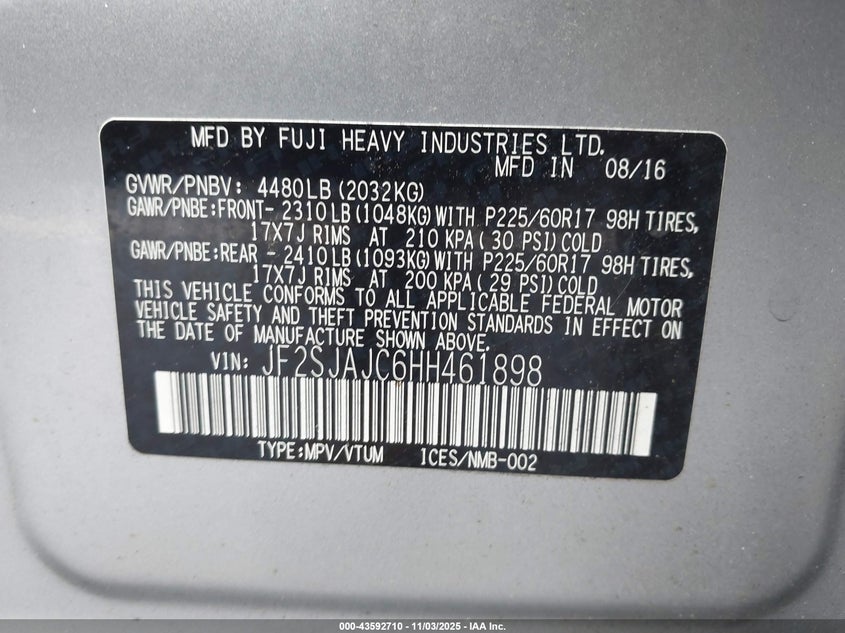 MFD BY FUJI HEAVY INDUSTRIES LTD.
MFD IN 08/16
GVWR/PNBV: 4480LB (2032KG)
GAWR/PNBE:FRONT- 2310LB (1048KG) WITH P225/60R17 98H TIRES,
17X7J RIMS AT 210 KPA ( 30 PSI) COLD
GAWR/PNBE:REAR - 2410LB (1093KG) WITH P225/60R17 98H TIRES,
17X7J RIMS AT 200 KPA ( 29 PSI) COLD
THIS VEHICLE CONFORMS TO ALL APPLICABLE FEDERAL MOTOR
VEHICLE SAFETY AND THEFT PREVENTION STANDARDS IN EFFECT ON
THE DATE OF MANUFACTURE SHOWN ABOVE.
VIN: JF2SJAJC6HH461898
TYPE:MPV/VTUM ICES/NMB-002
000-43592710 - 11/03/2025 - IAA Inc.